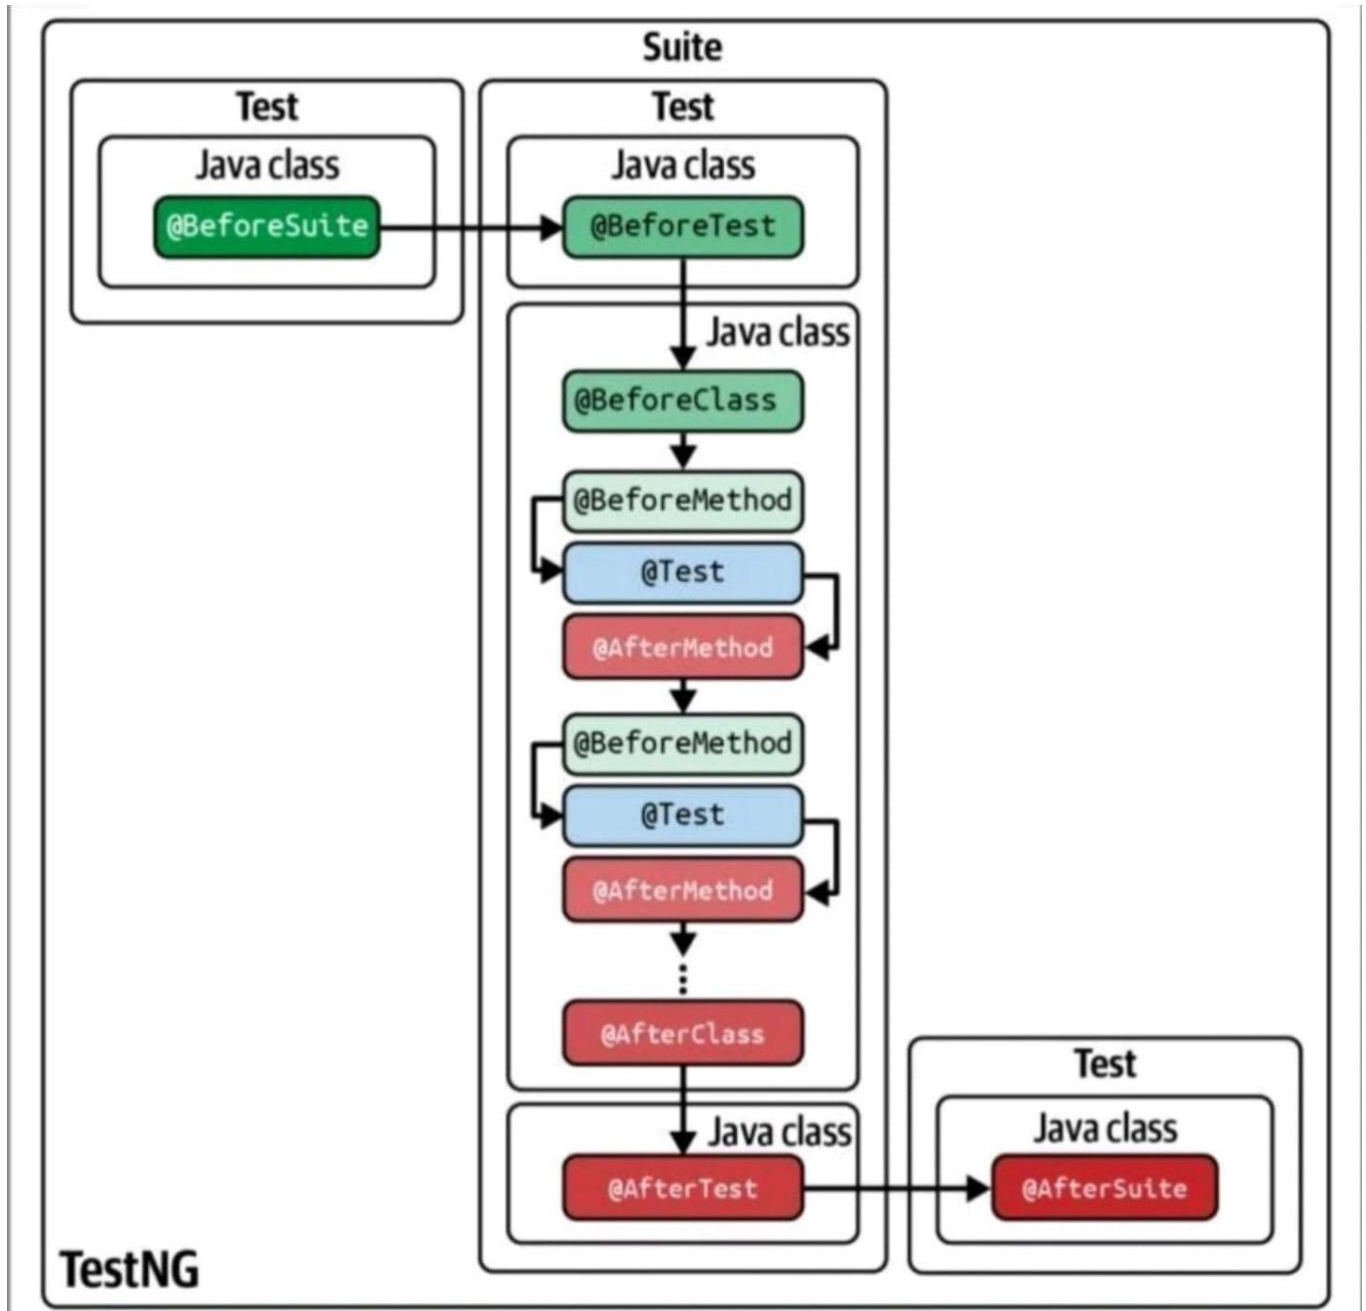 Suite
Test
Java class
@BeforeSuite
Test
Java class
@BeforeTest
Java class
@BeforeClass
@BeforeMethod
@Test
@AfterMethod
@BeforeMethod
@Test
@AfterMethod
@AfterClass
Java class
@AfterTest
Test
Java class
@AfterSuite
TestNG